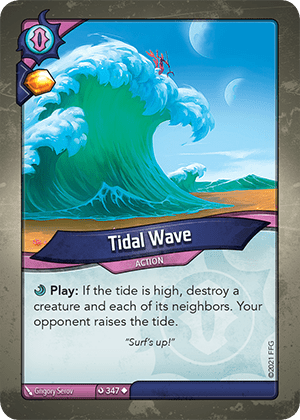 Tidal Wave
ACTION
Play: If the tide is high, destroy a
creature and each of its neighbors. Your
opponent raises the tide.
"Surf's up!"
Grigory Serov
347
©2021 FFG